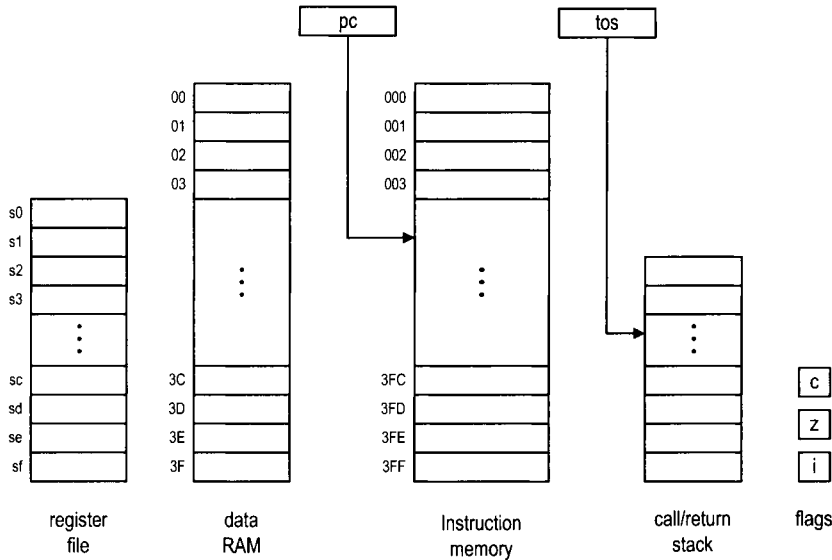 pc
tos
00
01
02
03
000
001
002
003
s0
s1
s2
s3
sc
sd
se
sf
3C
3D
3E
3F
3FC
3FD
3FE
3FF
c
z
i
register
file
data
RAM
Instruction
memory
call/return
stack
flags